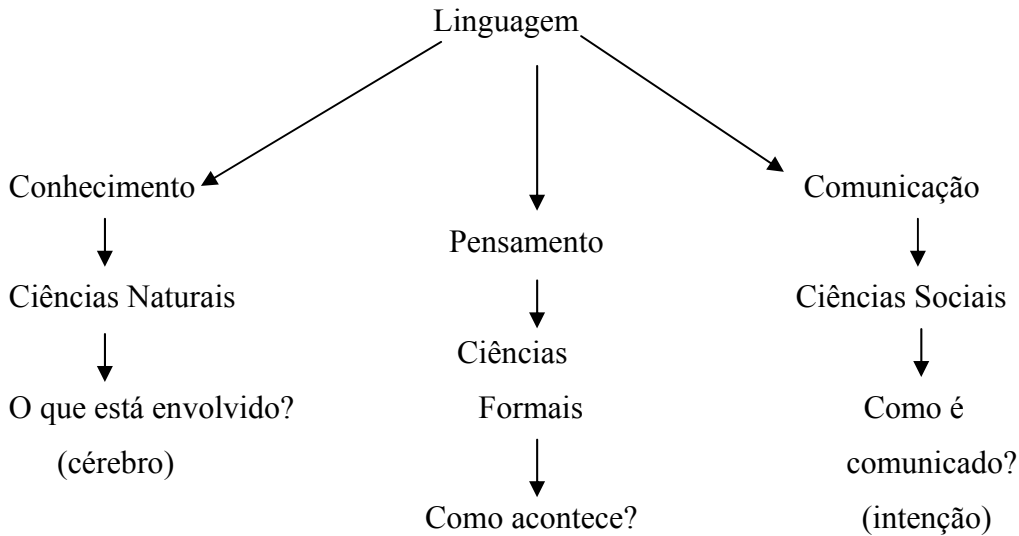 Linguagem
Conhecimento
Ciências Naturais
O que está envolvido?
(cérebro)
Pensamento
Ciências
Formais
Como acontece?
Comunicação
Ciências Sociais
Como é
comunicado?
(intenção)